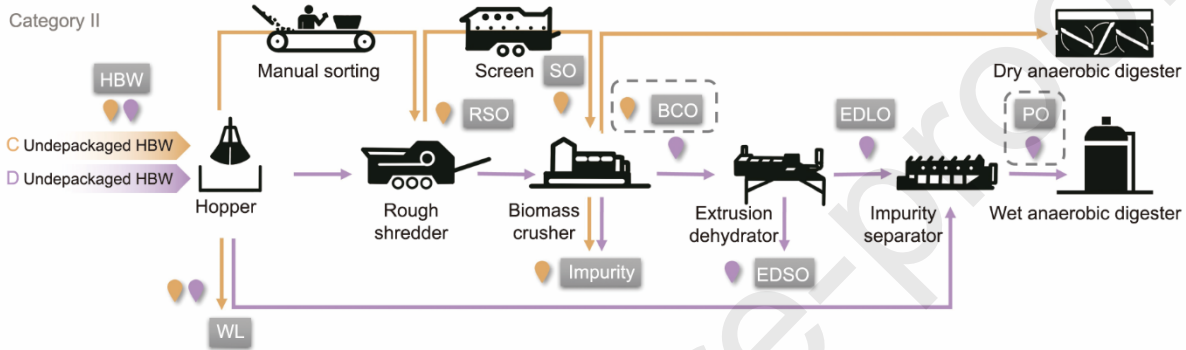 Category II
HBW
C Undepackaged HBW
D Undepackaged HBW
Hopper
WL
Manual sorting
RSO
Rough
shredder
Screen
SO
Biomass
crusher
Impurity
BCO
Extrusion
dehydrator
EDSO
EDLO
Impurity
separator
PO
Dry anaerobic digester
Wet anaerobic digester
e-proo